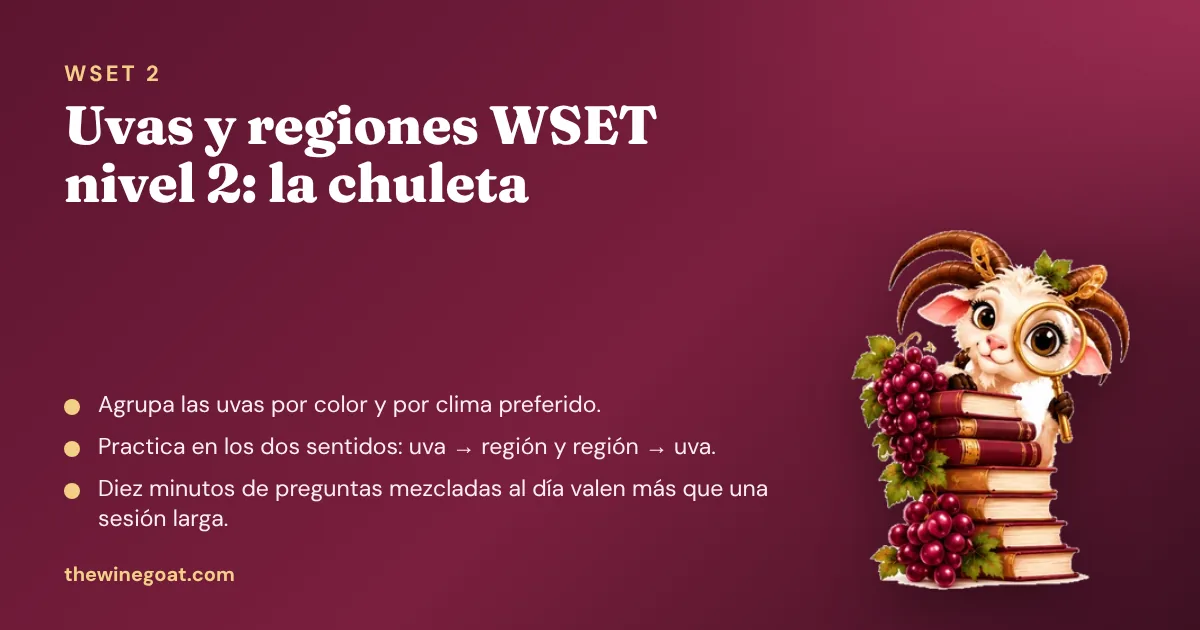 WSET 2
Uvas y regiones WSET
nivel 2: la chuleta
Agrupa las uvas por color y por clima preferido.
Practica en los dos sentidos: uva → región y región → uva.
Diez minutos de preguntas mezcladas al día valen más que una
sesión larga.
thewinegoat.com